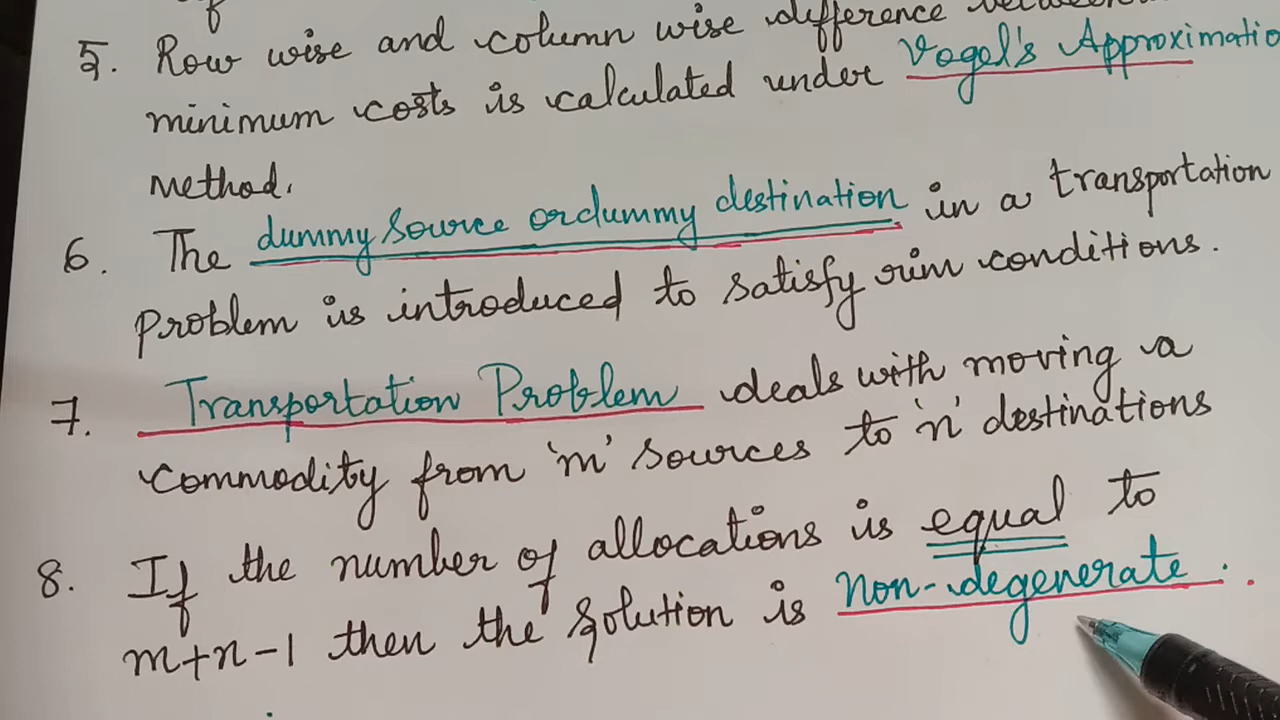 5. Row wise and column wise difference
minimum costs is calculated under Vogel's
method.
6. The dummy source or dummy destination in a transportation
problem is introduced to satisfy rim conditions.
7. Transportation Problem deals with moving a
commodity from 'm' sources to 'n' destinations
8. If the number of allocations is equal to
m+n-1 then the solution is non-degenerate.